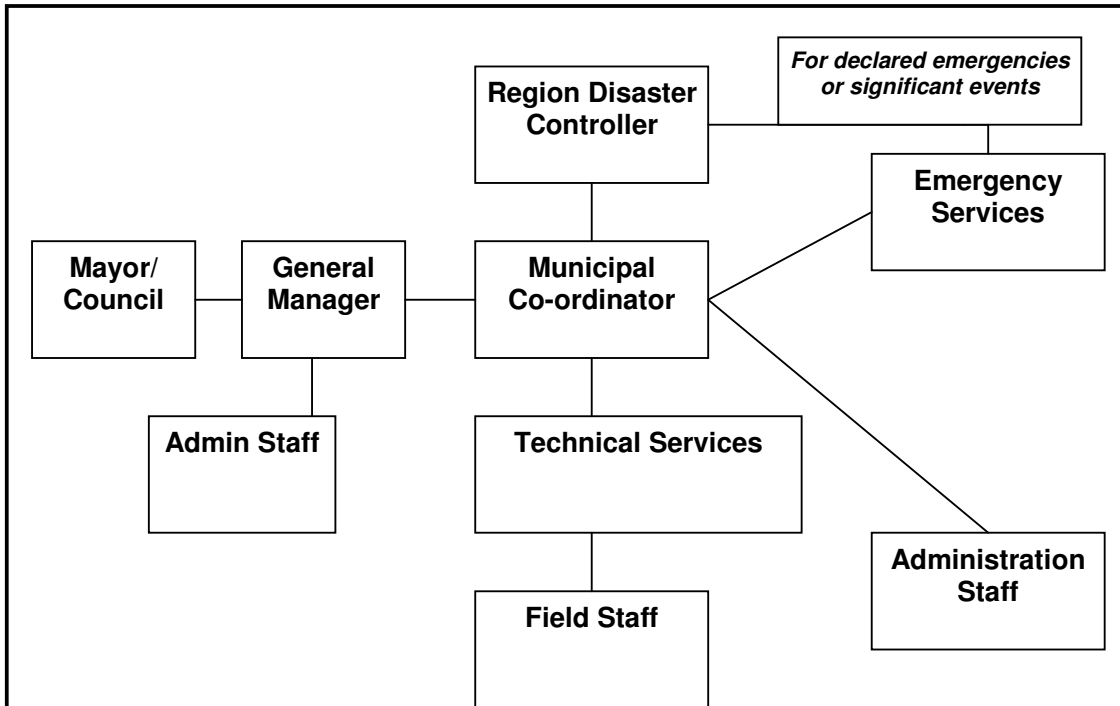 For declared emergencies
or significant events
Region Disaster
Controller
Emergency
Services
Mayor/
Council
General
Manager
Municipal
Co-ordinator
Admin Staff
Technical Services
Administration
Staff
Field Staff